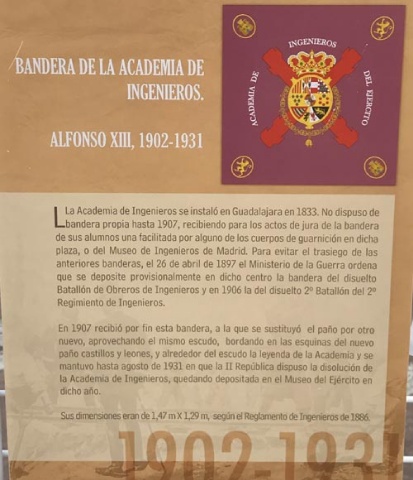 BANDERA DE LA ACADEMIA DE
INGENIEROS.
ALFONSO XIII, 1902-1931
ACADEMIA DE
INGENIEROS
DEL EJERCITO
La Academia de Ingenieros se instaló en Guadalajara en 1833. No dispuso de
bandera propia hasta 1907, recibiendo para los actos de jura de la bandera
de sus alumnos una facilitada por alguno de los cuerpos de guarnición en dicha
plaza, o del Museo de Ingenieros de Madrid. Para evitar el trasiego de las
anteriores banderas, el 26 de abril de 1897 el Ministerio de la Guerra ordena
que se deposite provisionalmente en dicho centro la bandera del disuelto
Batallón de Obreros de Ingenieros y en 1906 la del disuelto 2º Batallón del 2º
Regimiento de Ingenieros.
En 1907 recibió por fin esta bandera, a la que se sustituyó el paño por otro
nuevo, aprovechando el mismo escudo, bordando en las esquinas del nuevo
paño castillos y leones, y alrededor del escudo la leyenda de la Academia y se
mantuvo hasta agosto de 1931 en que la II República dispuso la disolución de
la Academia de Ingenieros, quedando depositada en el Museo del Ejército en
dicho año.
Sus dimensiones eran de 1,47 m X 1,29 m, según el Reglamento de Ingenieros de 1886.
1902-1931